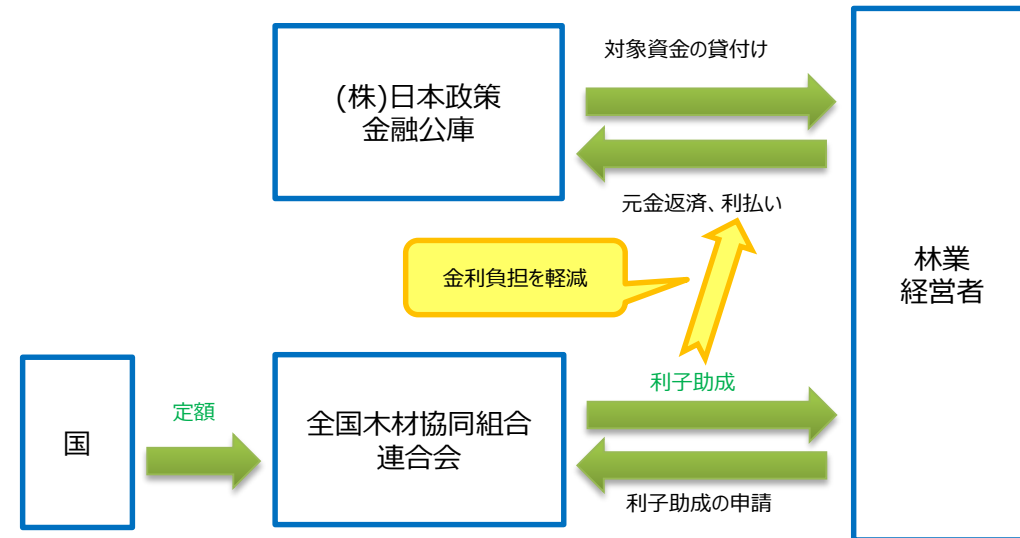 対象資金の貸付け
(株)日本政策
金融公庫
元金返済、利払い
金利負担を軽減
林業
経営者
利子助成
定額
国
全国木材協同組合
連合会
利子助成の申請